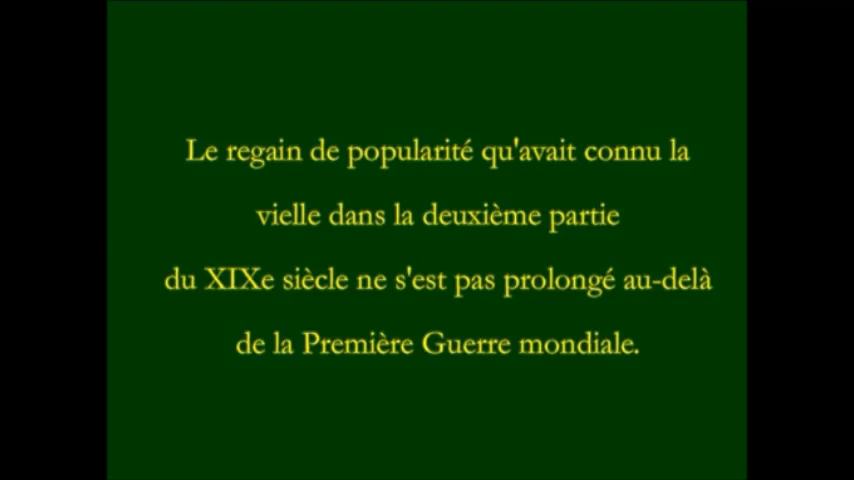 Le regain de popularité qu'avait connu la
vielle dans la deuxième partie
du XIXe siècle ne s'est pas prolongé au-delà
de la Première Guerre mondiale.